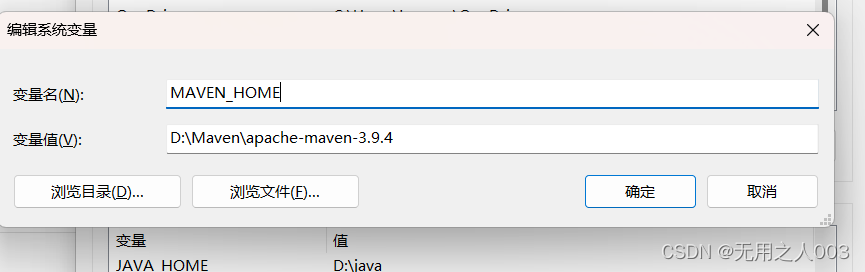 编辑系统变量
变量名(N):
MAVEN_HOME
变量值(V):
D:\Maven\apache-maven-3.9.4
浏览目录(D)... 浏览文件(F)... 确定 取消
变量 值
JAVA_HOME D:\java
CSDN @无用之人003